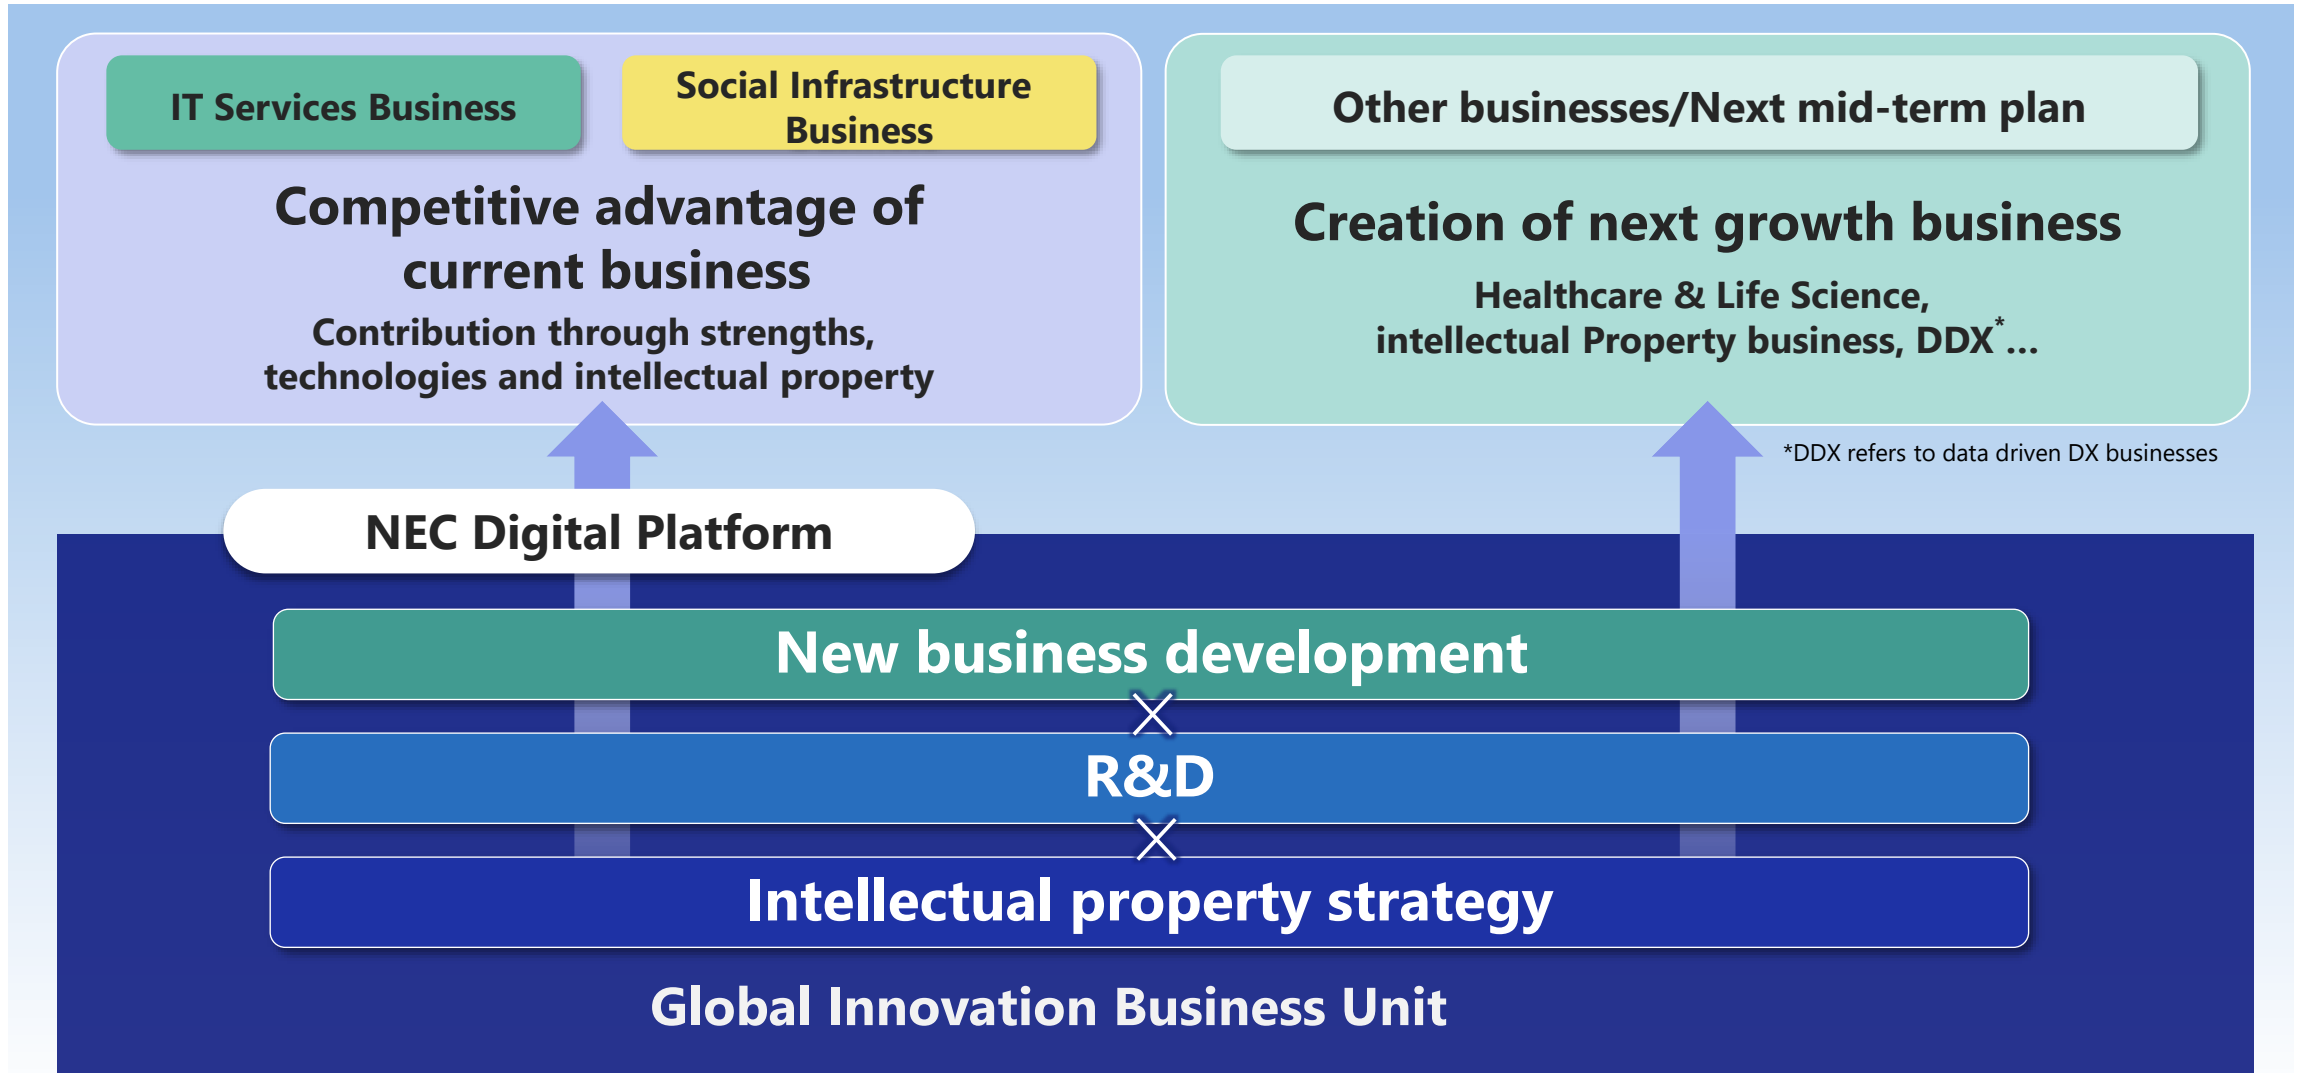 IT Services Business
Social Infrastructure
Business
Competitive advantage of
current business
Contribution through strengths,
technologies and intellectual property
Other businesses/Next mid-term plan
Creation of next growth business
Healthcare & Life Science,
intellectual Property business, DDX*...
*DDX refers to data driven DX businesses
NEC Digital Platform
New business development
×
R&D
×
Intellectual property strategy
Global Innovation Business Unit